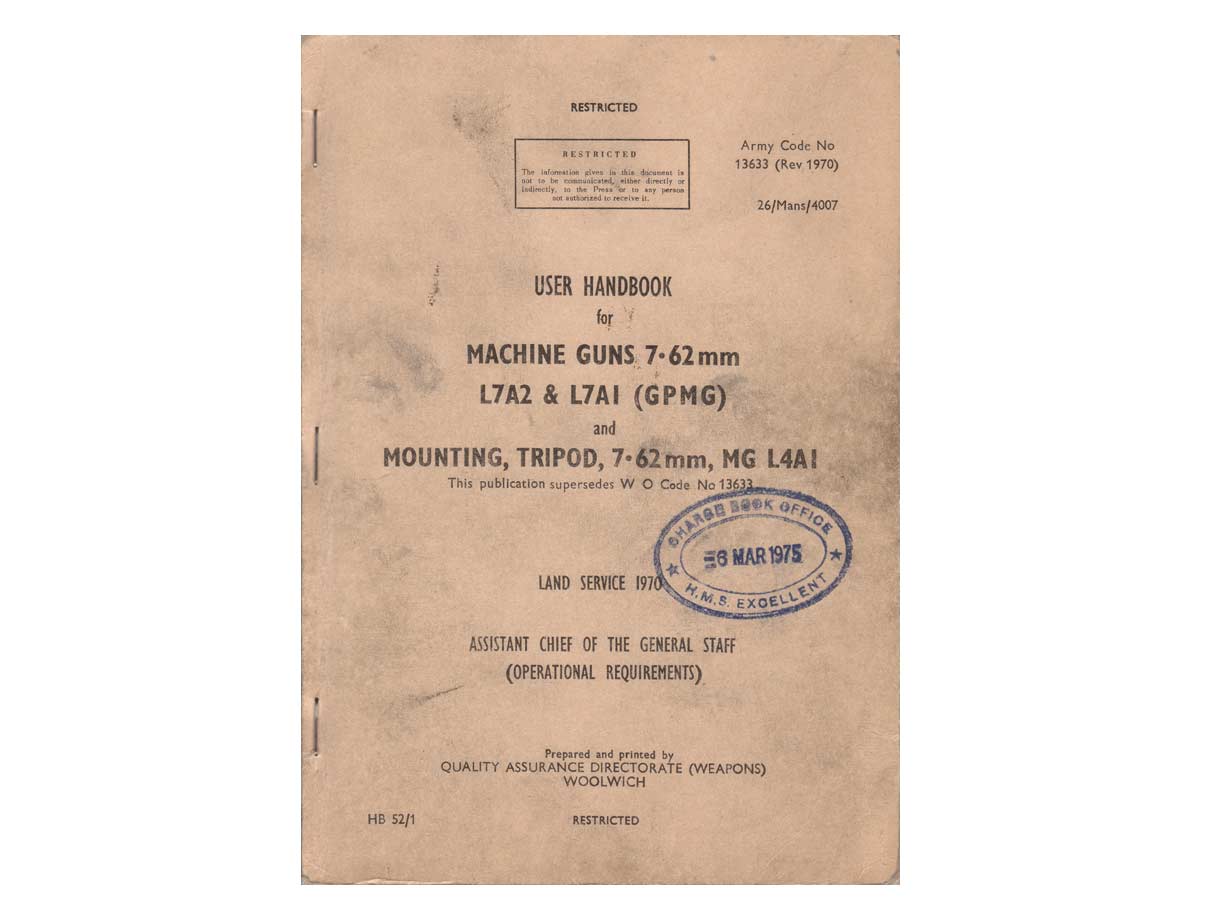 RESTRICTED
RESTRICTED
The information given in this document is
not to be communicated, either directly or
indirectly, to the Press or to any person
not authorized to receive it.
Army Code No
13633 (Rev 1970)
26/Mans/4007
USER HANDBOOK
for
MACHINE GUNS 7·62mm
L7A2 & L7A1 (GPMG)
and
MOUNTING, TRIPOD, 7·62mm, MG L4A1
This publication supersedes W O Code No 13633
CHARGE BOOK OFFICE
6 MAR 1975
H.M.S. EXCELLENT
LAND SERVICE 1970
ASSISTANT CHIEF OF THE GENERAL STAFF
(OPERATIONAL REQUIREMENTS)
Prepared and printed by
QUALITY ASSURANCE DIRECTORATE (WEAPONS)
WOOLWICH
HB 52/1
RESTRICTED